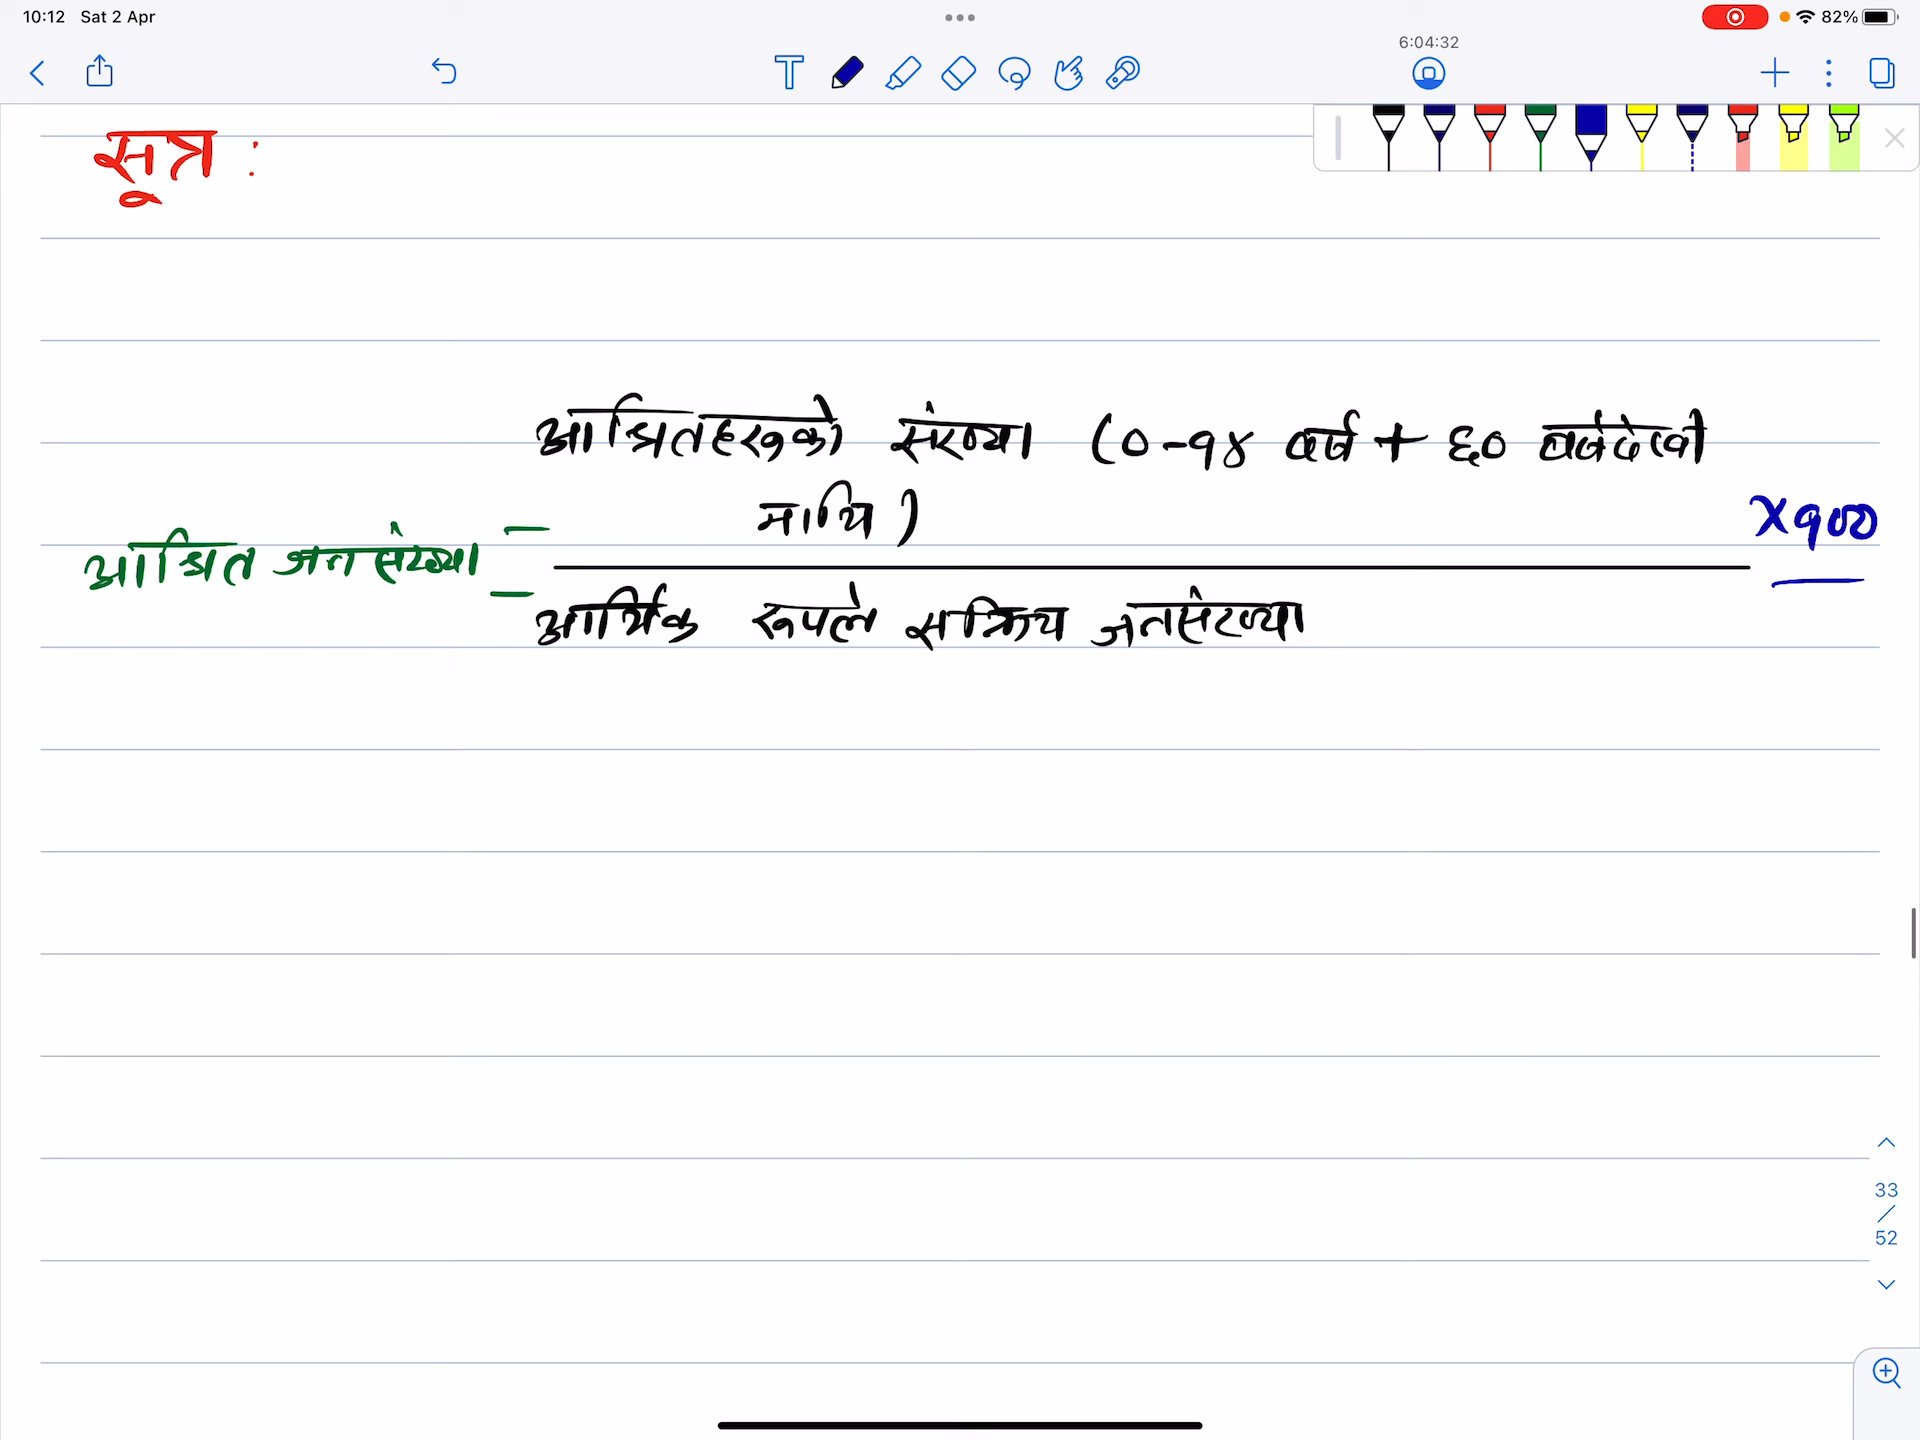 10:12 Sat 2 Apr
82%
6:04:32
सूत्र :
आश्रितहरूको संख्या (०-१४ वर्ष + ६० वर्षदेखी
माथि)
आश्रित जनसंख्या = x१००
आर्थिक रूपले सक्रिय जनसंख्या
33
/
52